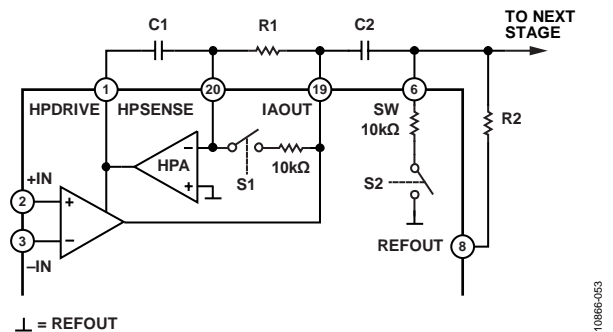 C1
R1
C2
TO NEXT
STAGE
1
20
19
6
HPDRIVE
HPSENSE
IAOUT
SW
10kΩ
R2
–
HPA
+
10kΩ
S1
S2
+IN
2
+
3
–
–IN
REFOUT
8
⊥ = REFOUT
10866-053